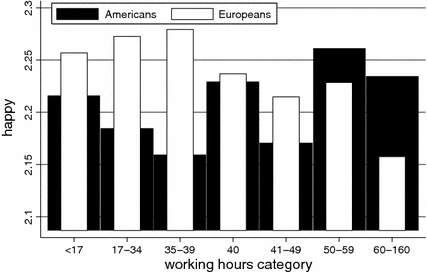 Americans Europeans
2.3
2.25
2.2
2.15
2.1
happy
<17 17–34 35–39 40 41–49 50–59 60–160
working hours category